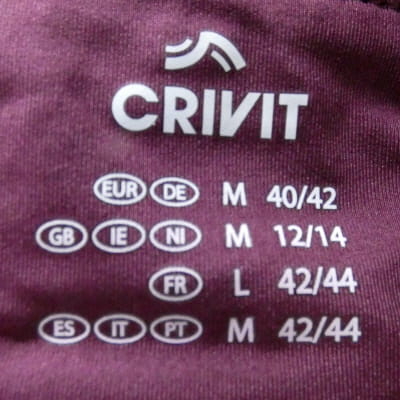 CRIVIT
EUR DE M 40/42
GB IE NI M 12/14
FR L 42/44
ES IT PT M 42/44